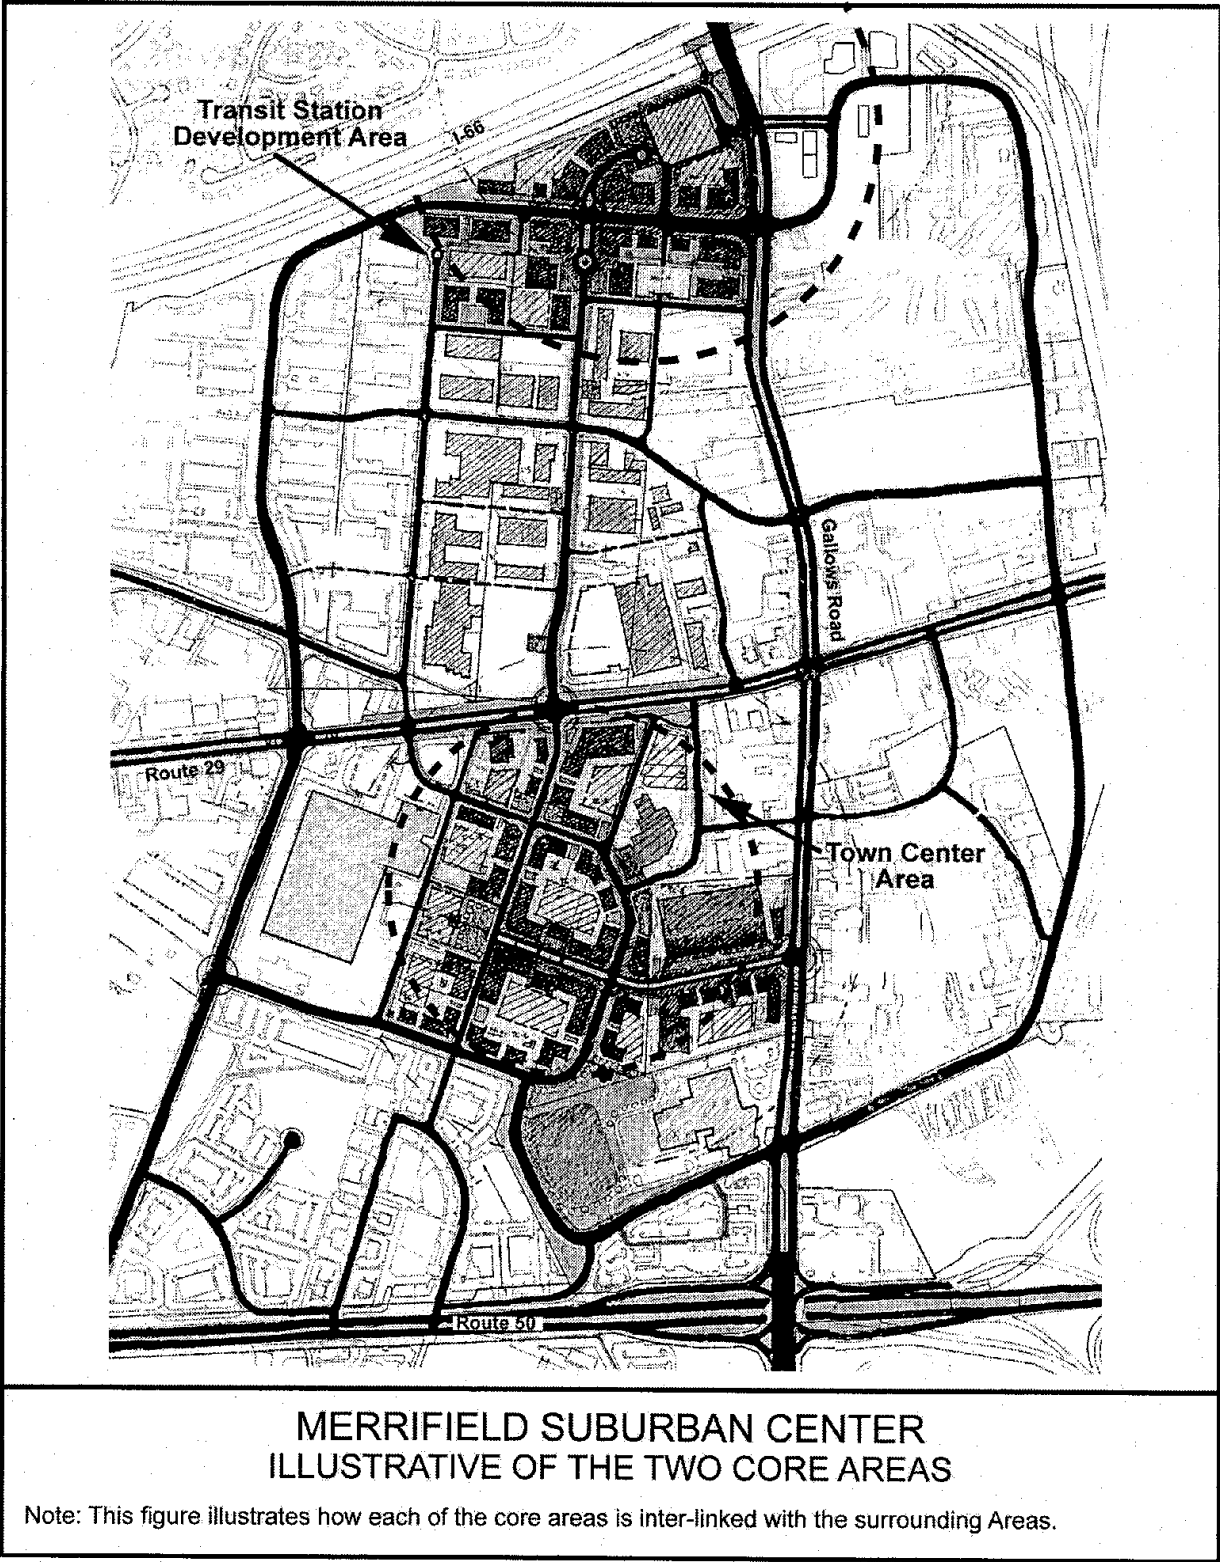 Transit Station
Development Area
I-66
Gallows Road
Route 29
Town Center
Area
Route 50
MERRIFIELD SUBURBAN CENTER
ILLUSTRATIVE OF THE TWO CORE AREAS
Note: This figure illustrates how each of the core areas is inter-linked with the surrounding Areas.